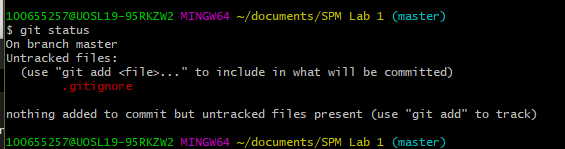 100655257@UOSL19-95RKZW2 MINGW64 ~/documents/SPM Lab 1 (master)
$ git status
On branch master
Untracked files:
  (use "git add <file>..." to include in what will be committed)
        .gitignore
nothing added to commit but untracked files present (use "git add" to track)
100655257@UOSL19-95RKZW2 MINGW64 ~/documents/SPM Lab 1 (master)